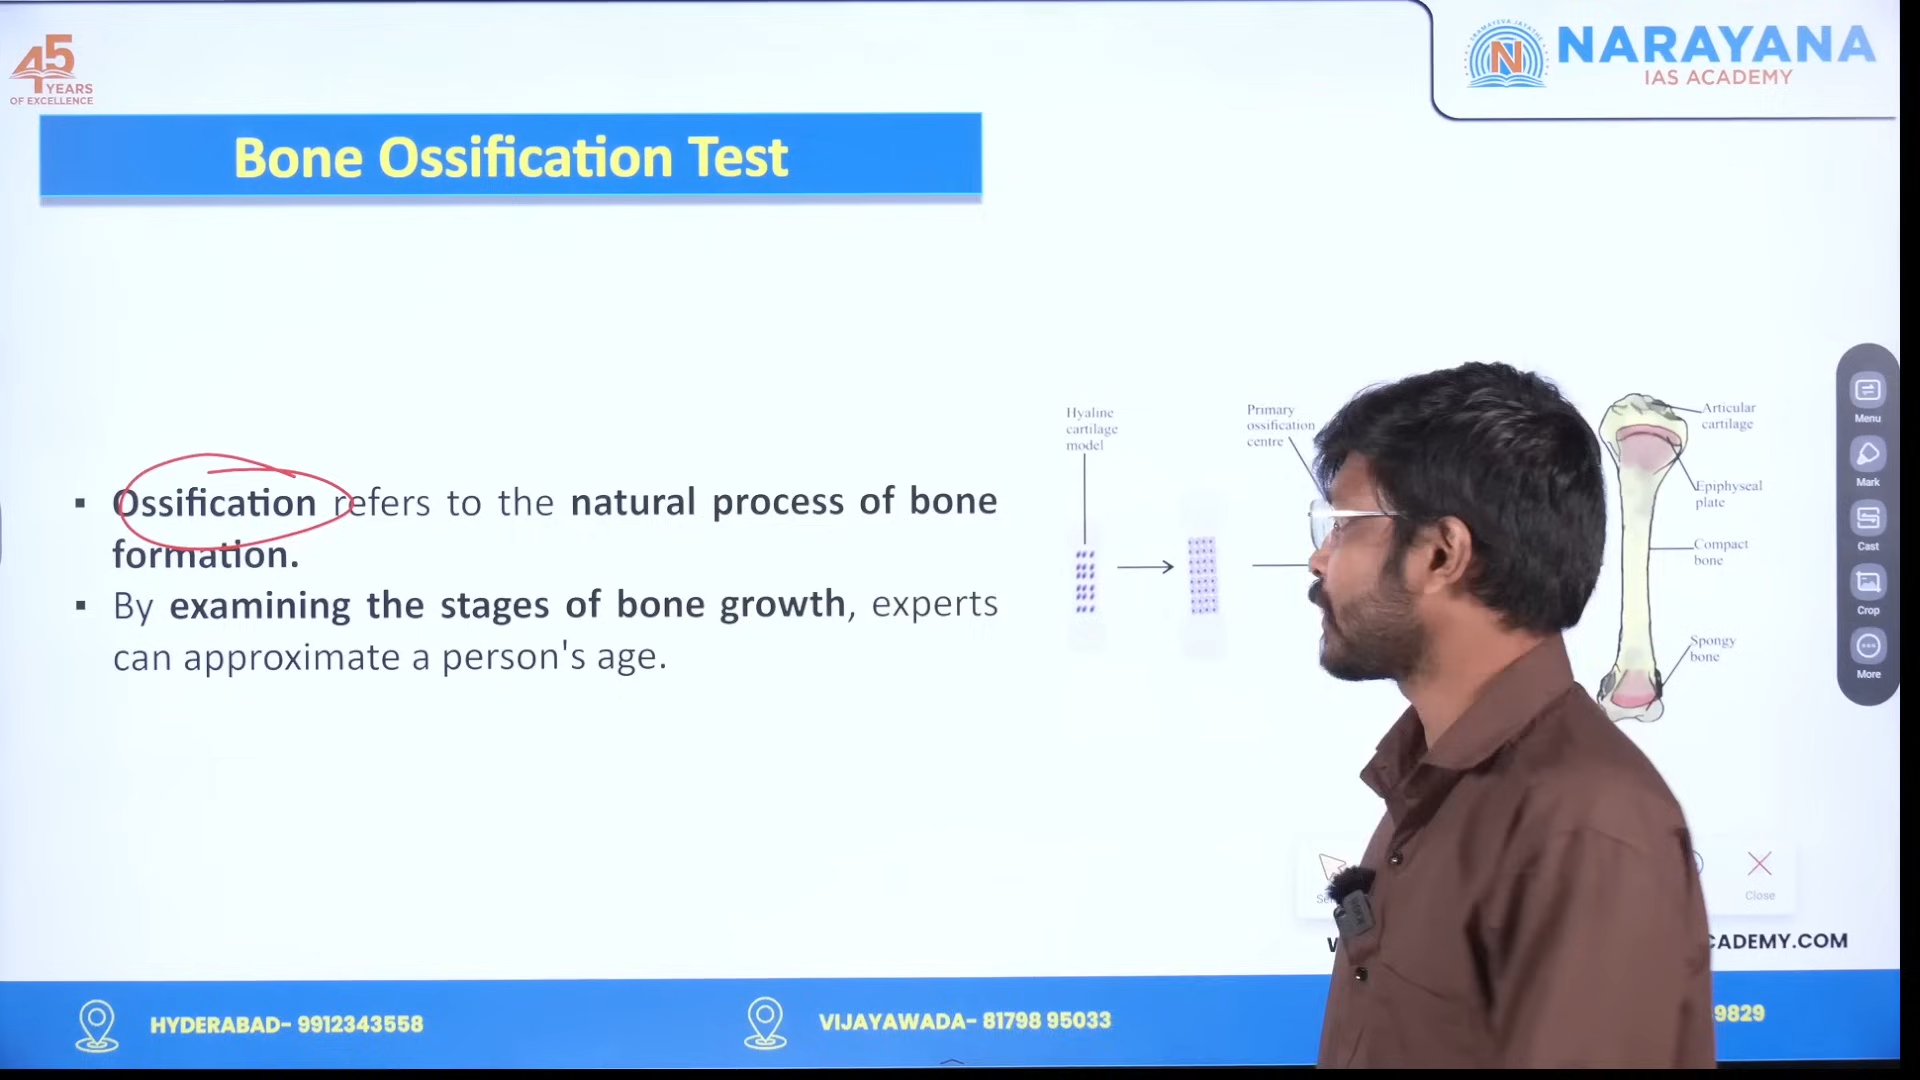 45
YEARS
OF EXCELLENCE
SRAMAYEVA JAYATHE
N
NARAYANA
IAS ACADEMY
Bone Ossification Test
▪ Ossification refers to the natural process of bone
formation.
▪ By examining the stages of bone growth, experts
can approximate a person's age.
Hyaline
cartilage
model
Primary
ossification
centre
Articular
cartilage
Epiphyseal
plate
Compact
bone
Spongy
bone
Menu
Mark
Cast
Crop
More
Close
CADEMY.COM
HYDERABAD- 9912343558
VIJAYAWADA- 81798 95033
9829